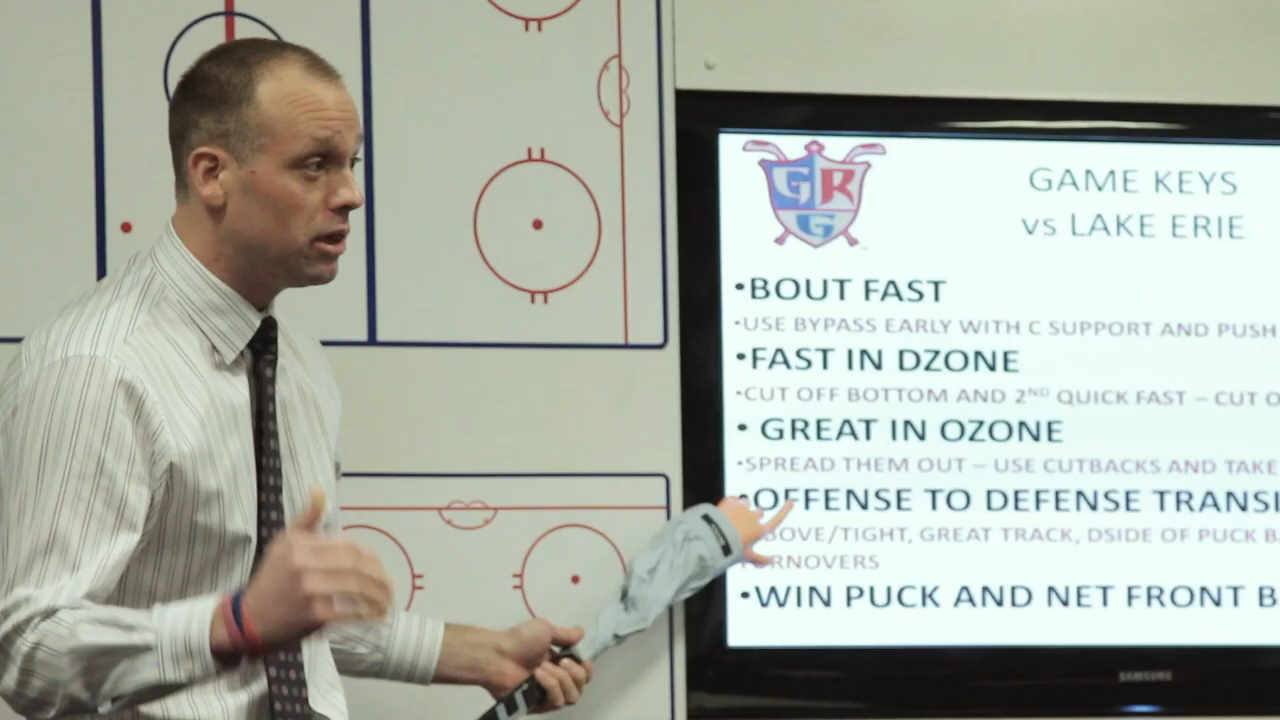 GRG
GAME KEYS
vs LAKE ERIE
•BOUT FAST
•USE BYPASS EARLY WITH C SUPPORT AND PUSH
•FAST IN DZONE
•CUT OFF BOTTOM AND 2ND QUICK FAST – CUT
• GREAT IN OZONE
•SPREAD THEM OUT – USE CUTBACKS AND TAKE
•OFFENSE TO DEFENSE TRANSI
BOVE/TIGHT, GREAT TRACK, DSIDE OF PUCK
URNOVERS
•WIN PUCK AND NET FRONT B
SAMSUNG